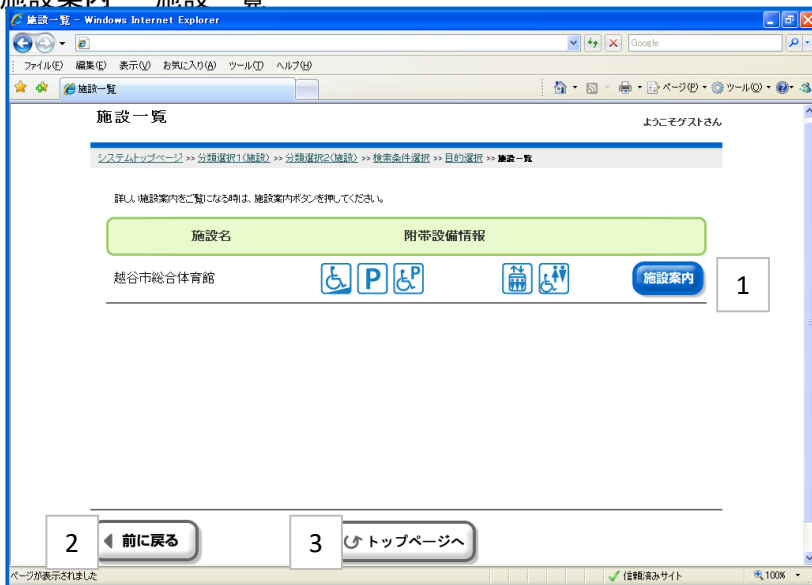 施設案内 施設一覧
施設一覧 - Windows Internet Explorer
Google
ファイル(F) 編集(E) 表示(V) お気に入り(A) ツール(T) ヘルプ(H)
施設一覧
ページ(P) ツール(O)
施設一覧
ようこそゲストさん
システムトップページ >> 分類選択1(施設) >> 分類選択2(施設) >> 検索条件選択 >> 目的選択 >> 施設一覧
詳しい施設案内をご覧になる時は、施設案内ボタンを押してください。
施設名 附帯設備情報
越谷市総合体育館 P P 施設案内 1
2 前に戻る 3 トップページへ
ページが表示されました 信頼済みサイト 100%